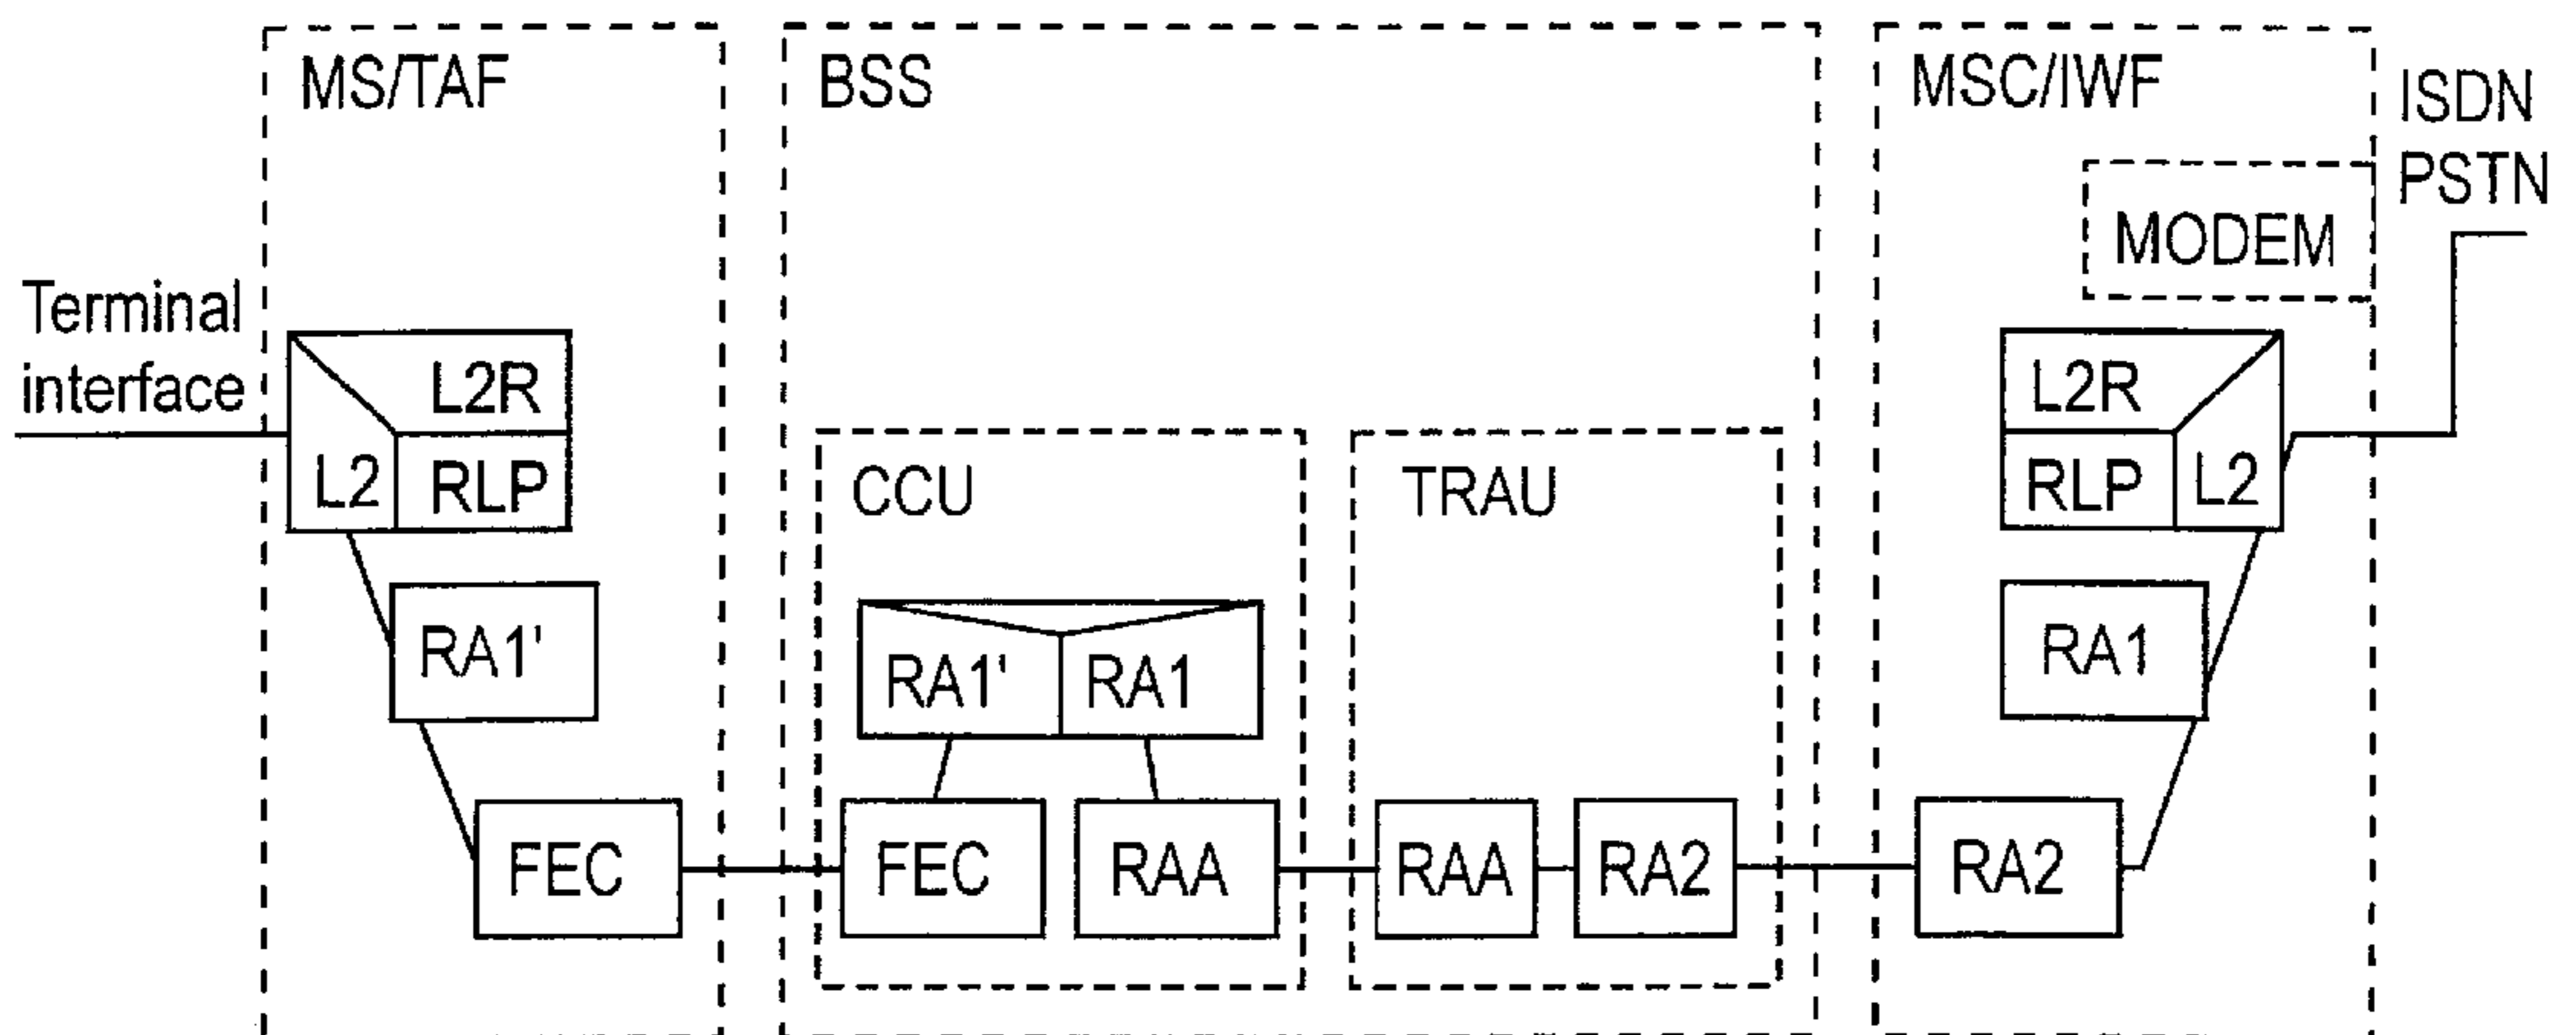 MS/TAF
BSS
MSC/IWF
ISDN
PSTN
MODEM
Terminal
interface
L2R
L2
RLP
CCU
TRAU
L2R
RLP
L2
RA1'
RA1'
RA1
RA1
FEC
FEC
RAA
RAA
RA2
RA2